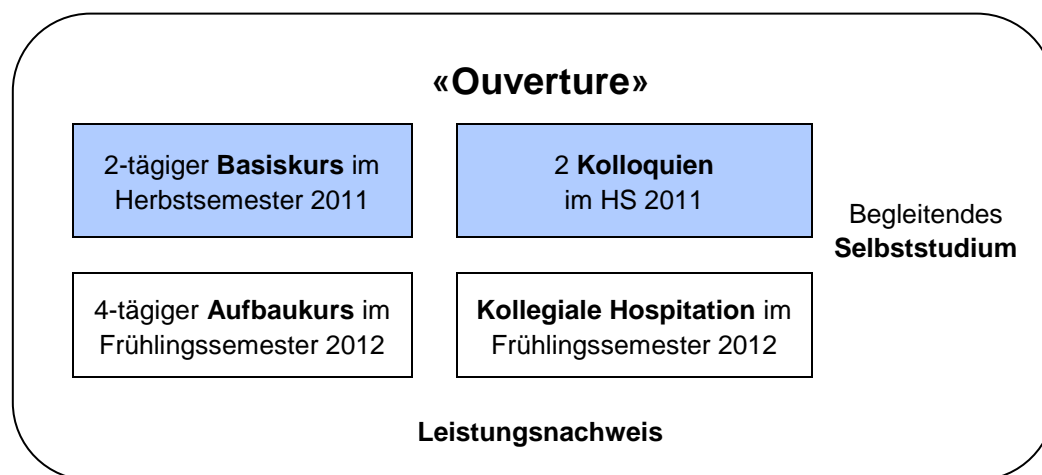 «Ouverture»
2-tägiger Basiskurs im
Herbstsemester 2011
2 Kolloquien
im HS 2011
Begleitendes
Selbststudium
4-tägiger Aufbaukurs im
Frühlingssemester 2012
Kollegiale Hospitation im
Frühlingssemester 2012
Leistungsnachweis